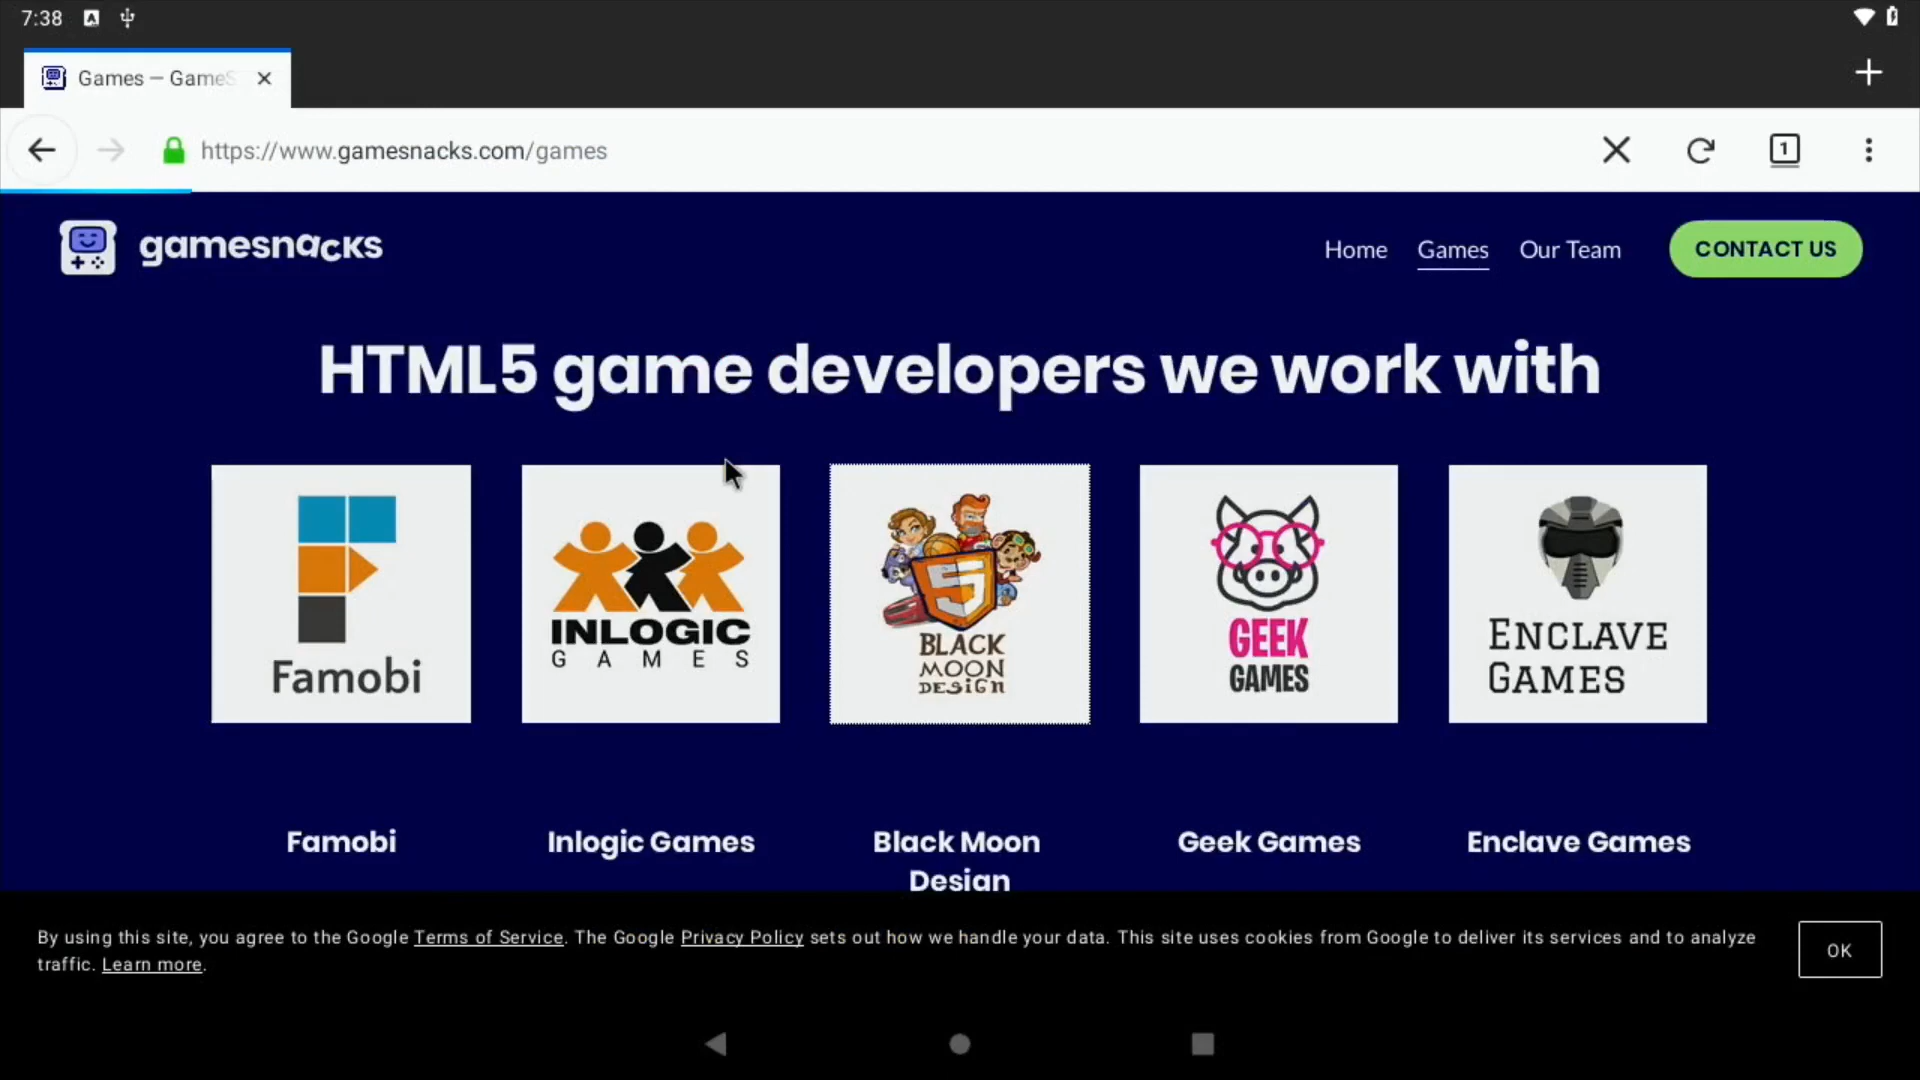 7:38
Games — GameS
https://www.gamesnacks.com/games
1
gamesnacks
Home
Games
Our Team
CONTACT US
HTML5 game developers we work with
Famobi
INLOGIC
GAMES
5
BLACK
MOON
DESIGN
GEEK
GAMES
ENCLAVE
GAMES
Famobi
Inlogic Games
Black Moon
Design
Geek Games
Enclave Games
By using this site, you agree to the Google Terms of Service. The Google Privacy Policy sets out how we handle your data. This site uses cookies from Google to deliver its services and to analyze
traffic. Learn more.
OK